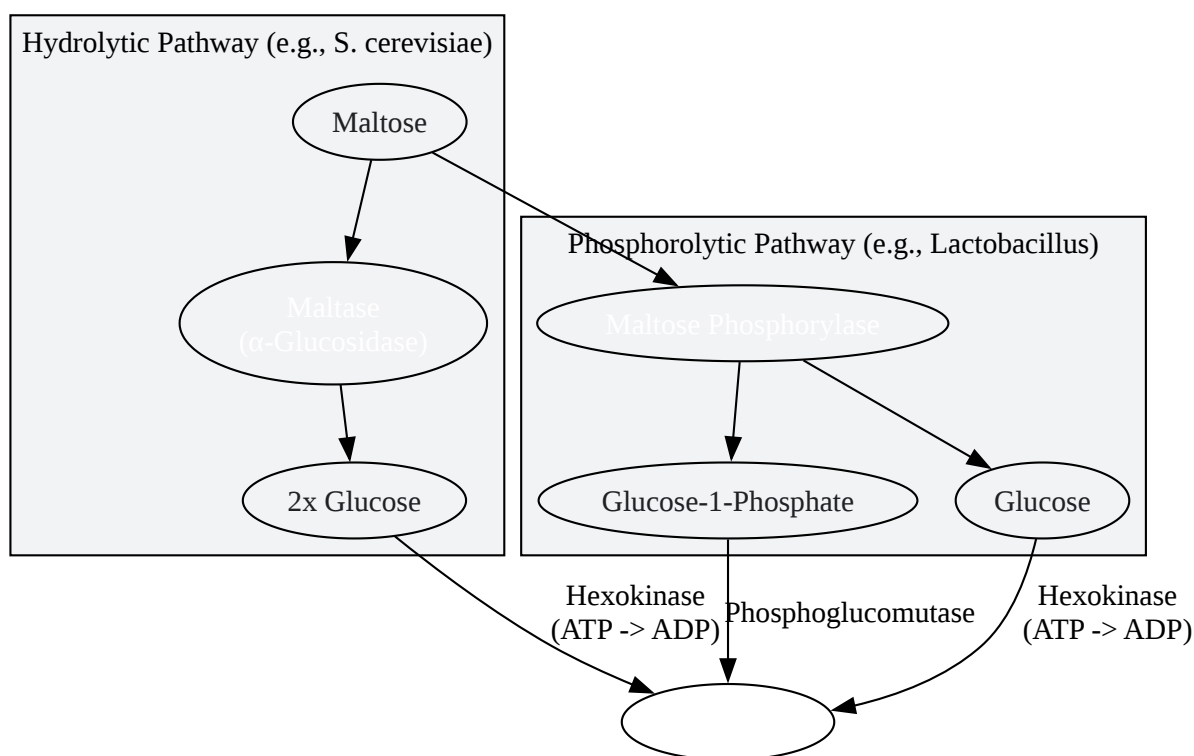 Hydrolytic Pathway (e.g., S. cerevisiae)
Maltose
Phosphorolytic Pathway (e.g., Lactobacillus)
Maltase
(α-Glucosidase)
Maltose Phosphorylase
2x Glucose
Glucose-1-Phosphate
Glucose
Hexokinase
(ATP -> ADP)
Phosphoglucomutase
Hexokinase
(ATP -> ADP)